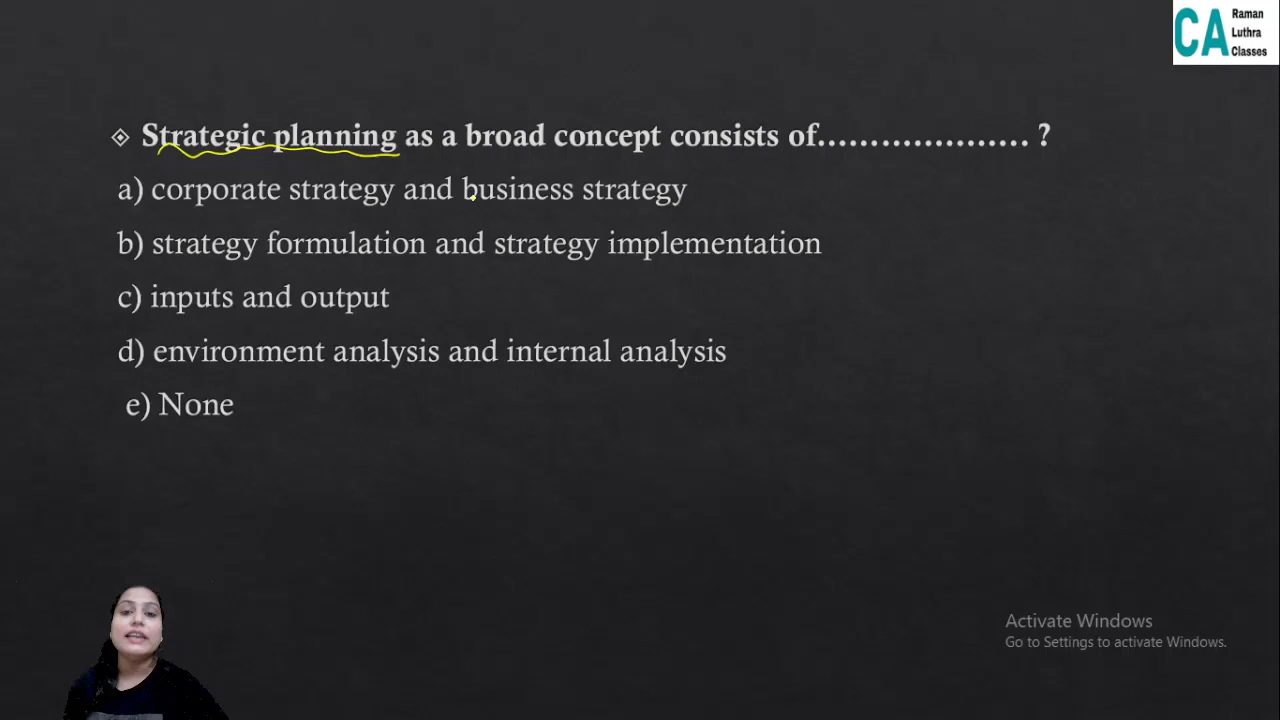 CA Raman
Luthra
Classes
Strategic planning as a broad concept consists of.................... ?
a) corporate strategy and business strategy
b) strategy formulation and strategy implementation
c) inputs and output
d) environment analysis and internal analysis
e) None
Activate Windows
Go to Settings to activate Windows.